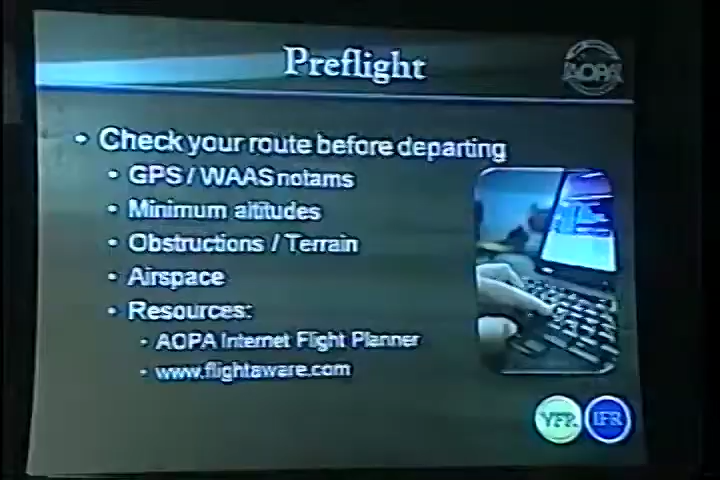 Preflight
AOPA
• Check your route before departing
• GPS / WAAS notams
• Minimum altitudes
• Obstructions / Terrain
• Airspace
• Resources:
• AOPA Internet Flight Planner
• www.flightaware.com
IFR